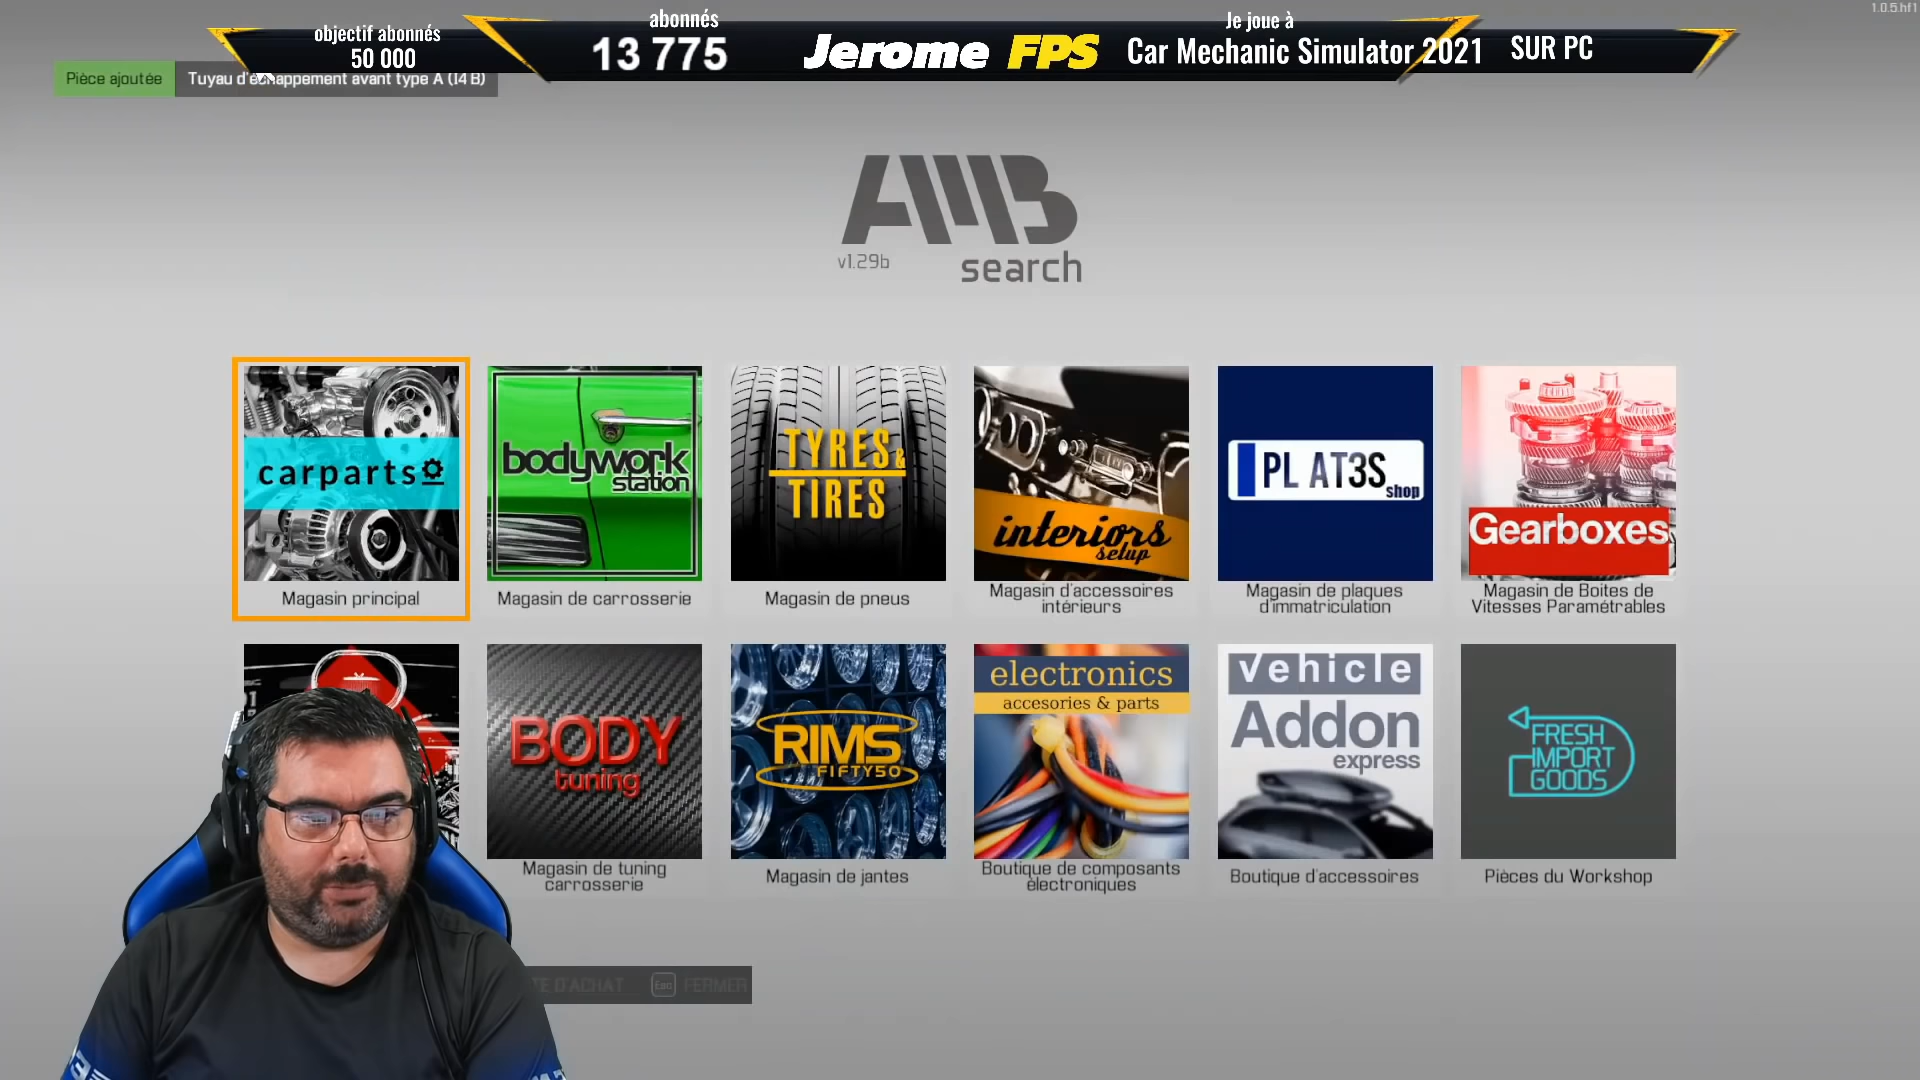 1.0.5.hf1
objectif abonnés
50 000
abonnés
13 775
Jerome FPS
Je joue à
Car Mechanic Simulator 2021
SUR PC
Pièce ajoutée
Tuyau d'échappement avant type A (I4 B)
AMB
v1.29b
search
carparts
bodywork
station
TYRES &
TIRES
interiors
setup
PL AT3S
shop
Gearboxes
Magasin principal
Magasin de carrosserie
Magasin de pneus
Magasin d'accessoires
intérieurs
Magasin de plaques
d'immatriculation
Magasin de Boîtes de
Vitesses Paramétrables
BODY
tuning
RIMS
FIFTY50
electronics
accesories & parts
vehicle
Addon
express
FRESH
IMPORT
GOODS
Magasin de tuning
carrosserie
Magasin de jantes
Boutique de composants
électroniques
Boutique d'accessoires
Pièces du Workshop
D'ACHAT
Esc
FERMER